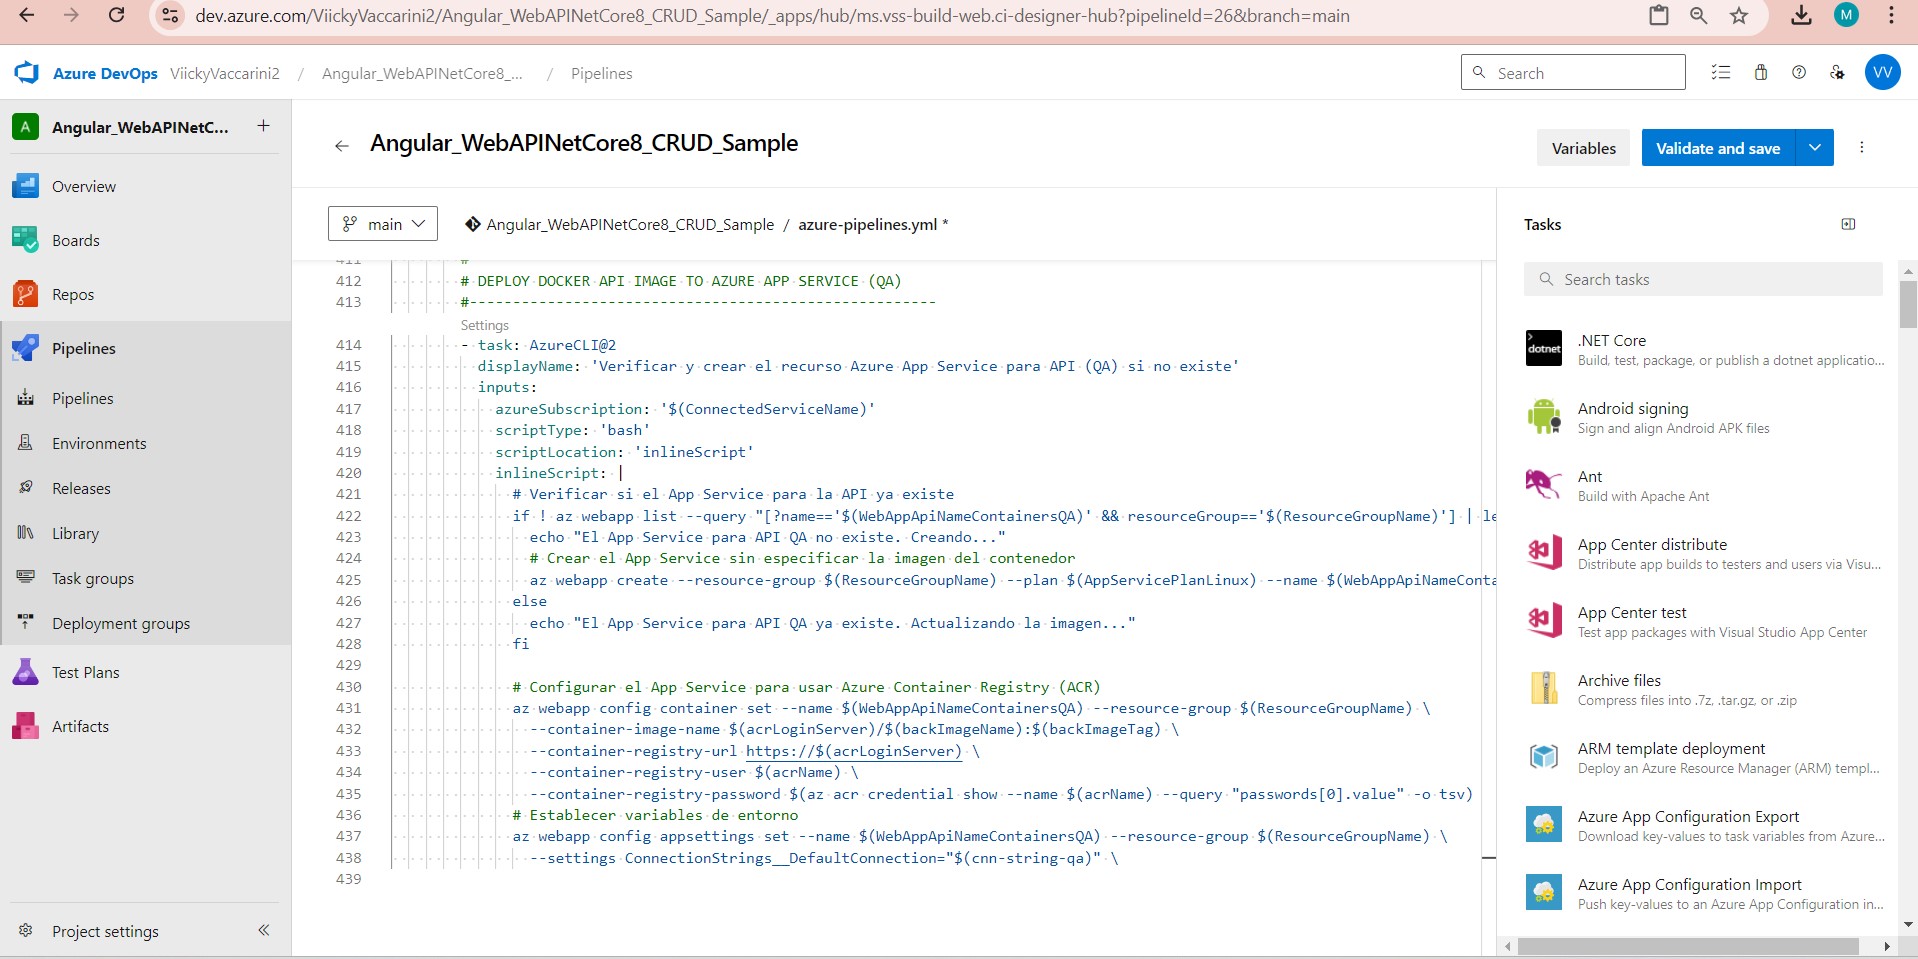 dev.azure.com/ViickyVaccarini2/Angular_WebAPINetCore8_CRUD_Sample/_apps/hub/ms.vss-build-web.ci-designer-hub?pipelineId=26&branch=main
M
Azure DevOps ViickyVaccarini2 / Angular_WebAPINetCore8_... / Pipelines
Search
VV
A Angular_WebAPINetC... +
Overview
Boards
Repos
Pipelines
Pipelines
Environments
Releases
Library
Task groups
Deployment groups
Test Plans
Artifacts
Project settings
Angular_WebAPINetCore8_CRUD_Sample
Variables
Validate and save
main
Angular_WebAPINetCore8_CRUD_Sample / azure-pipelines.yml *
411 #
412 # DEPLOY DOCKER API IMAGE TO AZURE APP SERVICE (QA)
413 #------------------------------------------------------
Settings
414 - task: AzureCLI@2
415 displayName: 'Verificar y crear el recurso Azure App Service para API (QA) si no existe'
416 inputs:
417 azureSubscription: '$(ConnectedServiceName)'
418 scriptType: 'bash'
419 scriptLocation: 'inlineScript'
420 inlineScript: |
421 # Verificar si el App Service para la API ya existe
422 if ! az webapp list --query "[?name=='$(WebAppApiNameContainersQA)' && resourceGroup=='$(ResourceGroupName)'] | le
423 echo "El App Service para API QA no existe. Creando..."
424 # Crear el App Service sin especificar la imagen del contenedor
425 az webapp create --resource-group $(ResourceGroupName) --plan $(AppServicePlanLinux) --name $(WebAppApiNameConta
426 else
427 echo "El App Service para API QA ya existe. Actualizando la imagen..."
428 fi
429
430 # Configurar el App Service para usar Azure Container Registry (ACR)
431 az webapp config container set --name $(WebAppApiNameContainersQA) --resource-group $(ResourceGroupName) \
432 --container-image-name $(acrLoginServer)/$(backImageName):$(backImageTag) \
433 --container-registry-url https://$(acrLoginServer) \
434 --container-registry-user $(acrName) \
435 --container-registry-password $(az acr credential show --name $(acrName) --query "passwords[0].value" -o tsv)
436 # Establecer variables de entorno
437 az webapp config appsettings set --name $(WebAppApiNameContainersQA) --resource-group $(ResourceGroupName) \
438 --settings ConnectionStrings__DefaultConnection="$(cnn-string-qa)" \
439
Tasks
Search tasks
dotnet
.NET Core
Build, test, package, or publish a dotnet applicatio...
Android signing
Sign and align Android APK files
Ant
Build with Apache Ant
App Center distribute
Distribute app builds to testers and users via Visu...
App Center test
Test app packages with Visual Studio App Center
Archive files
Compress files into .7z, .tar.gz, or .zip
ARM template deployment
Deploy an Azure Resource Manager (ARM) templ...
Azure App Configuration Export
Download key-values to task variables from Azure...
Azure App Configuration Import
Push key-values to an Azure App Configuration in...